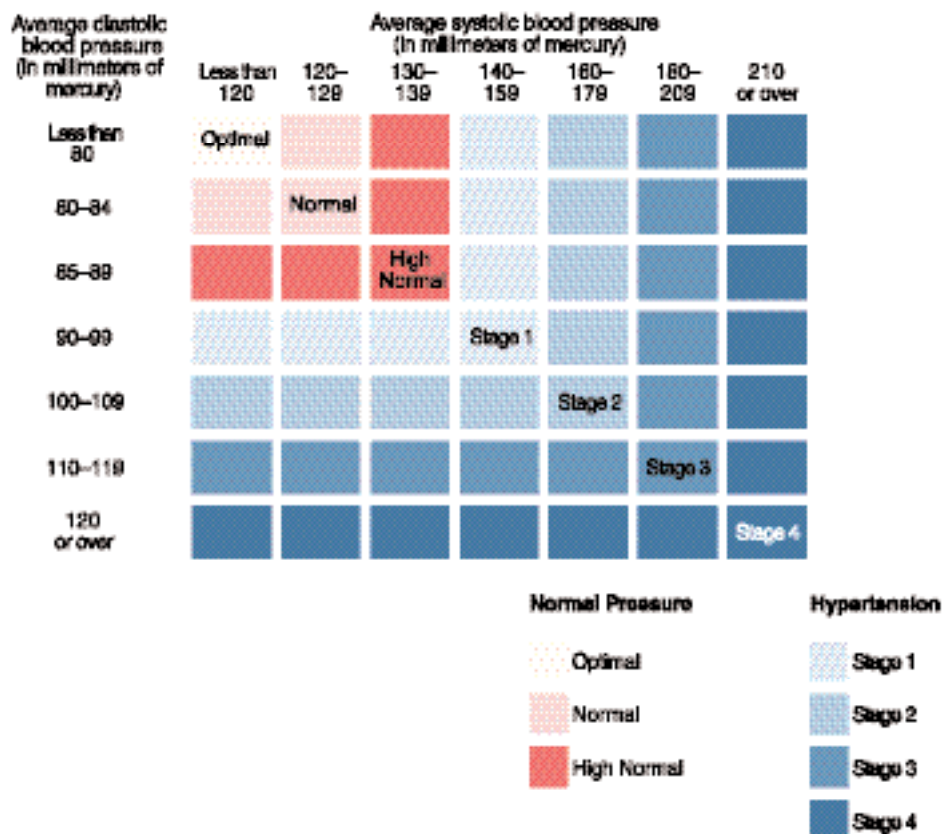 Average diastolic
blood pressure
(In millimeters of
mercury)
Average systolic blood pressure
(In millimeters of mercury)
Less than
120
120–
129
130–
139
140–
159
160–
179
180–
209
210
or over
Less than
80
Optimal
80–84
Normal
85–89
High
Normal
90–99
Stage 1
100–109
Stage 2
110–119
Stage 3
120
or over
Stage 4
Normal Pressure
Optimal
Normal
High Normal
Hypertension
Stage 1
Stage 2
Stage 3
Stage 4